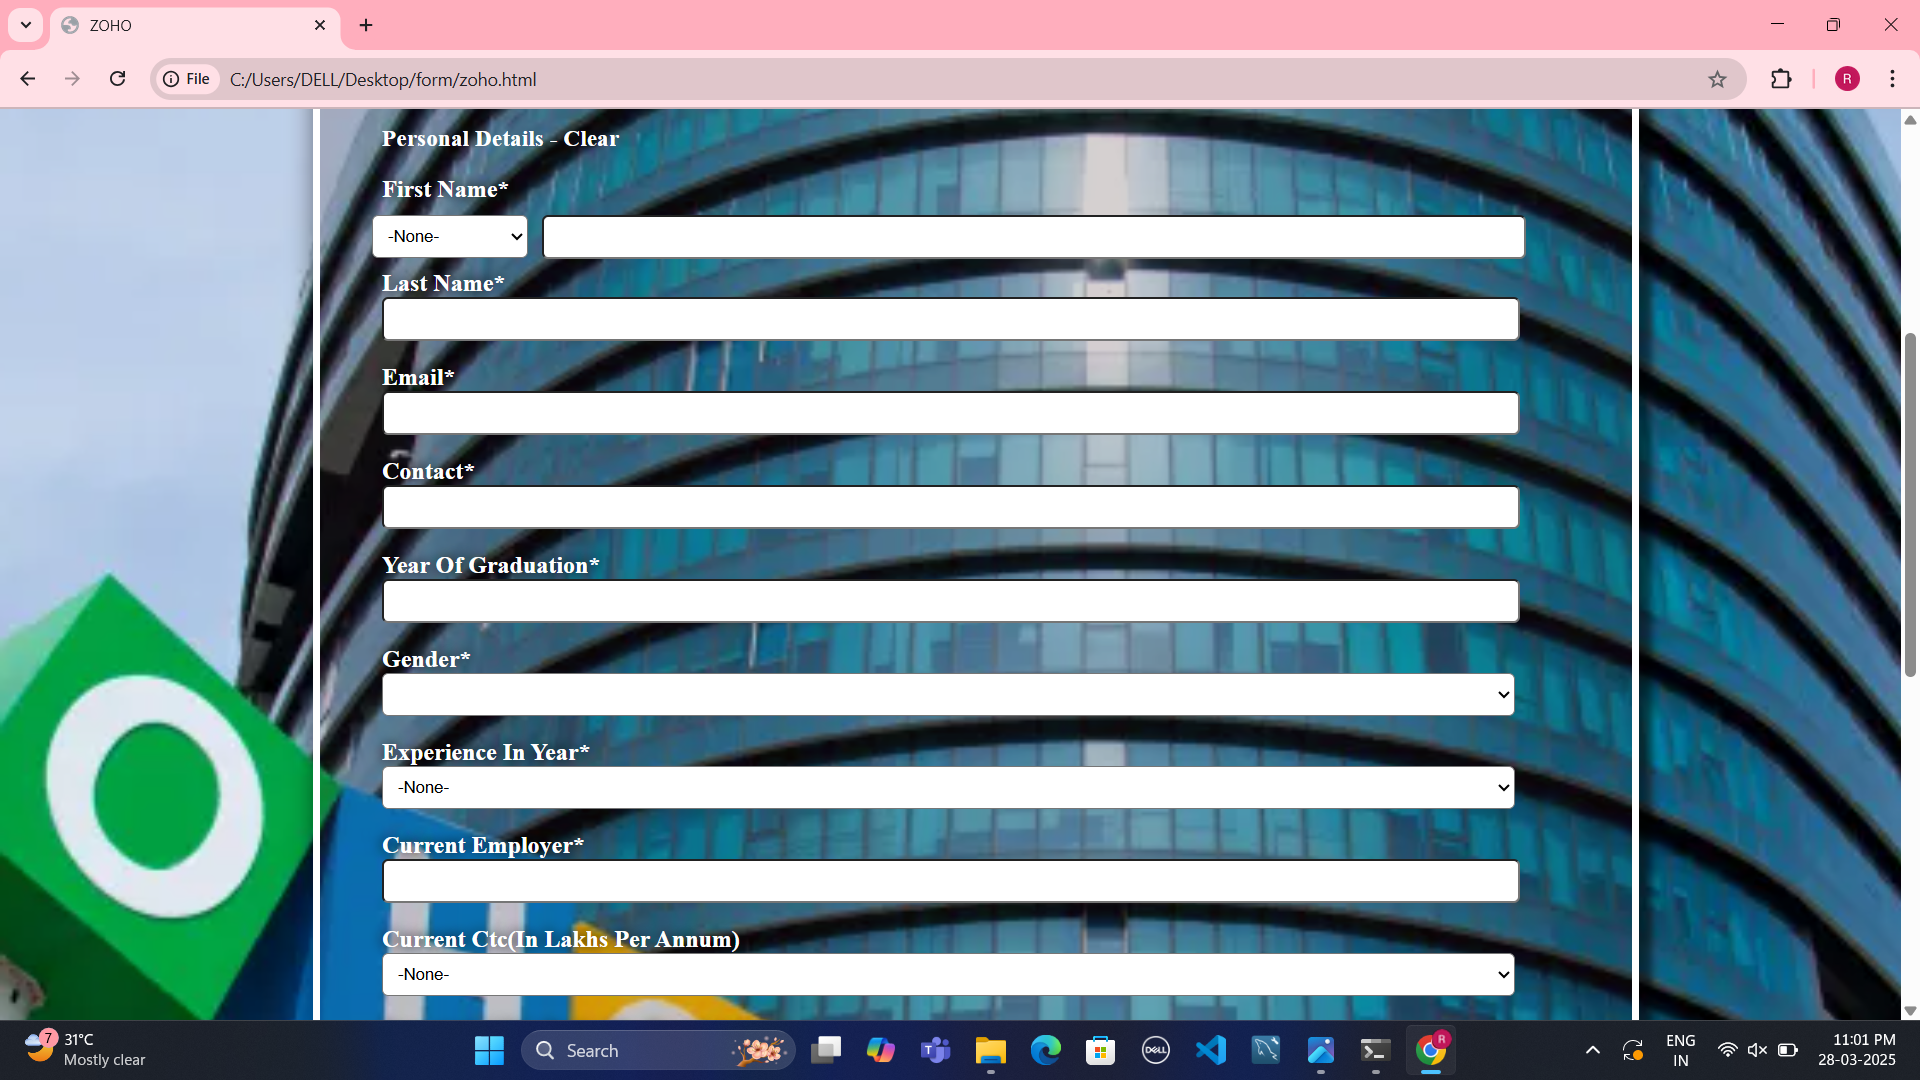 ZOHO
File C:/Users/DELL/Desktop/form/zoho.html
R
Personal Details - Clear
First Name*
-None-
Last Name*
Email*
Contact*
Year Of Graduation*
Gender*
Experience In Year*
-None-
Current Employer*
Current Ctc(In Lakhs Per Annum)
-None-
O
7
31°C
Mostly clear
Search
T
DELL
R
ENG
IN
11:01 PM
28-03-2025